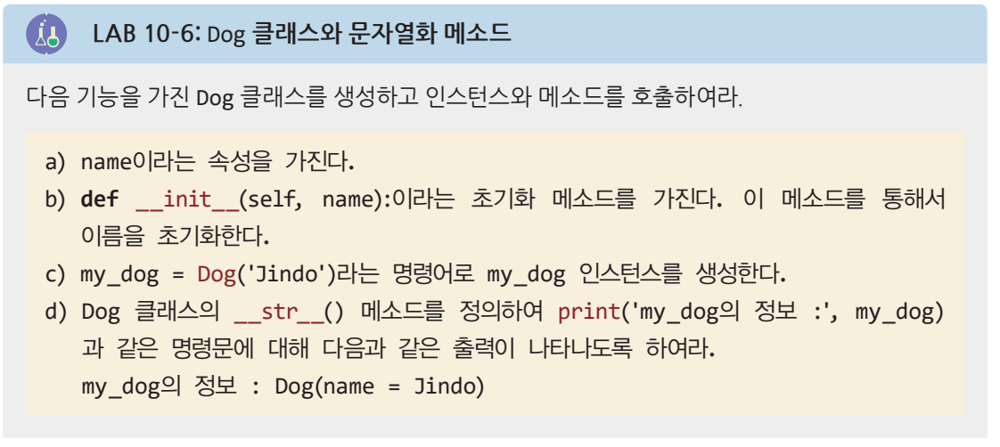 LAB 10-6: Dog 클래스와 문자열화 메소드
다음 기능을 가진 Dog 클래스를 생성하고 인스턴스와 메소드를 호출하여라.
a) name이라는 속성을 가진다.
b) def __init__(self, name):이라는 초기화 메소드를 가진다. 이 메소드를 통해서
이름을 초기화한다.
c) my_dog = Dog('Jindo')라는 명령어로 my_dog 인스턴스를 생성한다.
d) Dog 클래스의 __str__() 메소드를 정의하여 print('my_dog의 정보 :', my_dog)
과 같은 명령문에 대해 다음과 같은 출력이 나타나도록 하여라.
my_dog의 정보 : Dog(name = Jindo)